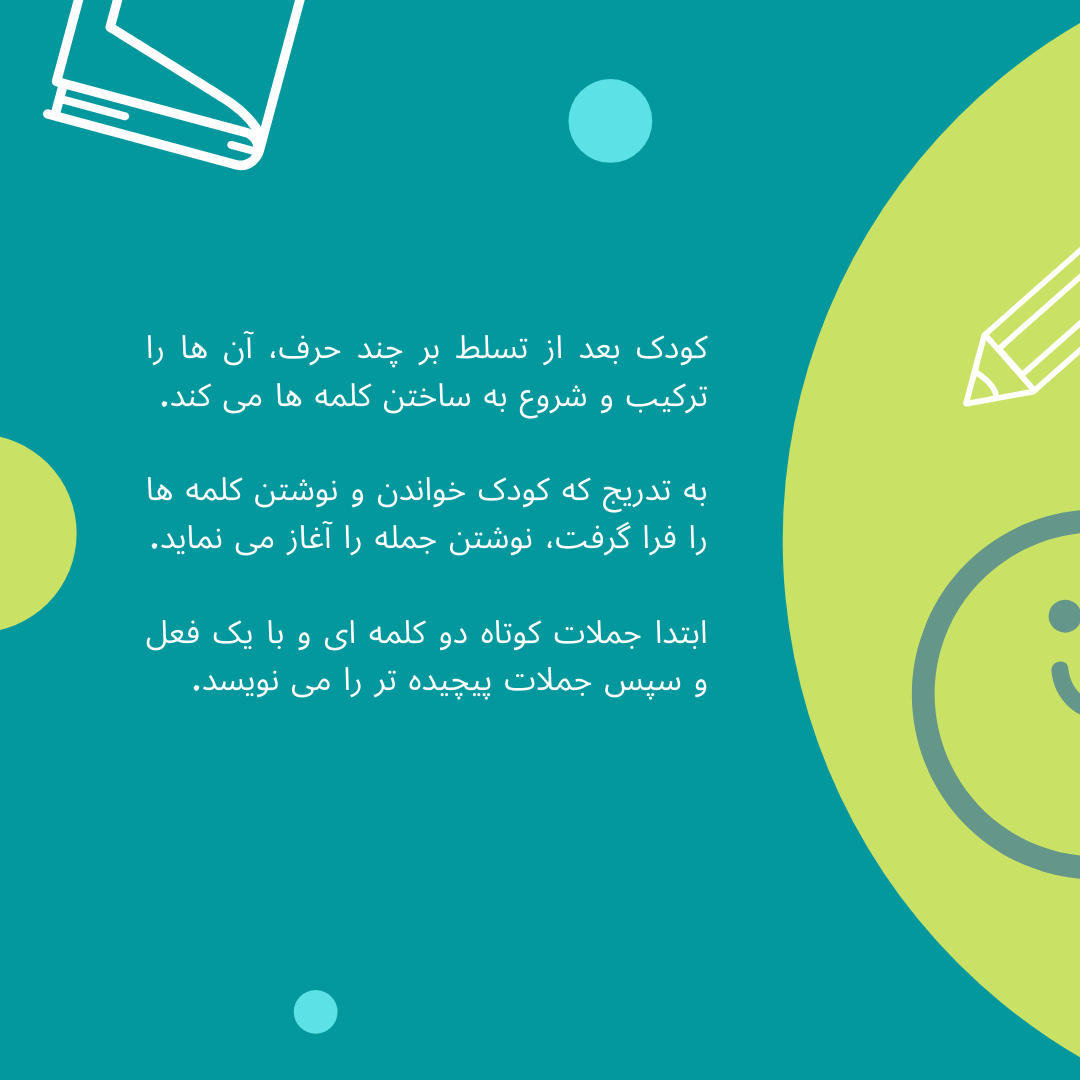 کودک بعد از تسلط بر چند حرف، آن ها را
ترکیب و شروع به ساختن کلمه ها می کند.
به تدریج که کودک خواندن و نوشتن کلمه ها
را فرا گرفت، نوشتن جمله را آغاز می نماید.
ابتدا جملات کوتاه دو کلمه ای و با یک فعل
و سپس جملات پیچیده تر را می نویسد.